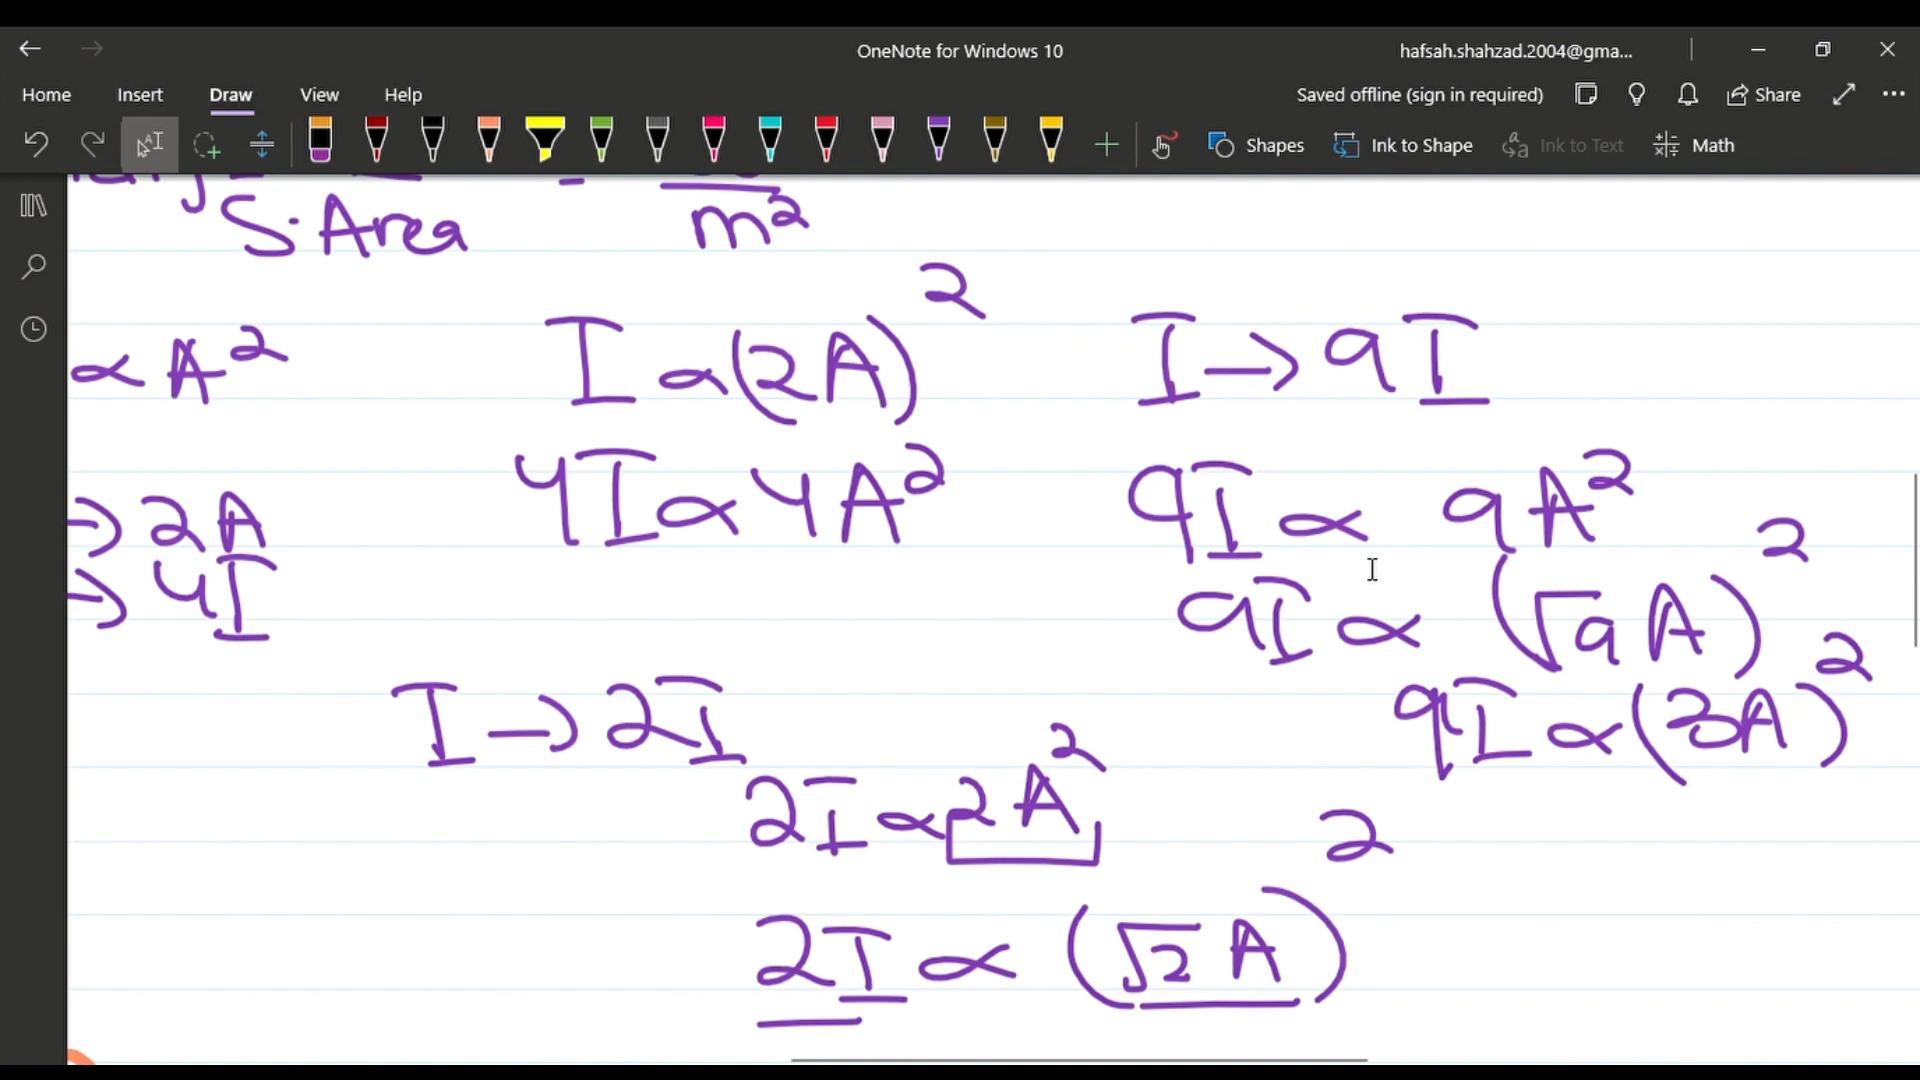 OneNote for Windows 10
hafsah.shahzad.2004@gma...
Home Insert Draw View Help
Saved offline (sign in required)
Share
Shapes Ink to Shape Ink to Text Math
S. Area
m²
∝ A²
I ∝ (2A)²
I → 9I
4I ∝ 4A²
9I ∝ 9A²
→ 2A
→ 4I
9I ∝ (√9 A)²
I → 2I
9I ∝ (3A)²
2I ∝ 2A²
2I ∝ (√2 A)²